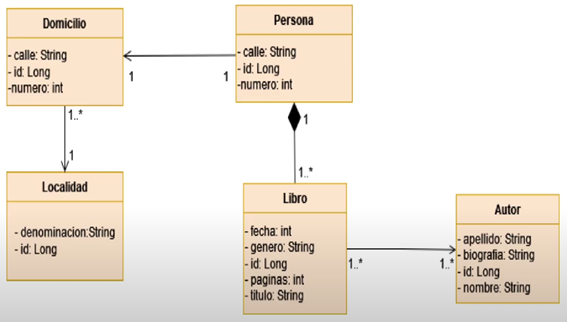 Domicilio
- calle: String
- id: Long
-numero: int
Persona
- calle: String
- id: Long
-numero: int
1
1
1..*
1
Localidad
- denominacion:String
- id: Long
1
1..*
Libro
- fecha: int
- genero: String
- id: Long
- paginas: int
- titulo: String
1..*
1..*
Autor
- apellido: String
- biografia: String
- id: Long
- nombre: String